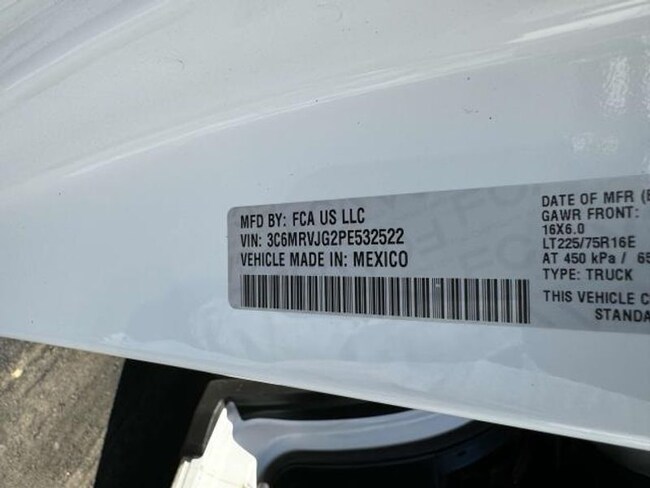 MFD BY: FCA US LLC
VIN: 3C6MRVJG2PE532522
VEHICLE MADE IN: MEXICO
DATE OF MFR
GAWR FRONT:
16X6.0
LT225/75R16E
AT 450 kPa /
TYPE: TRUCK
THIS VEHICLE